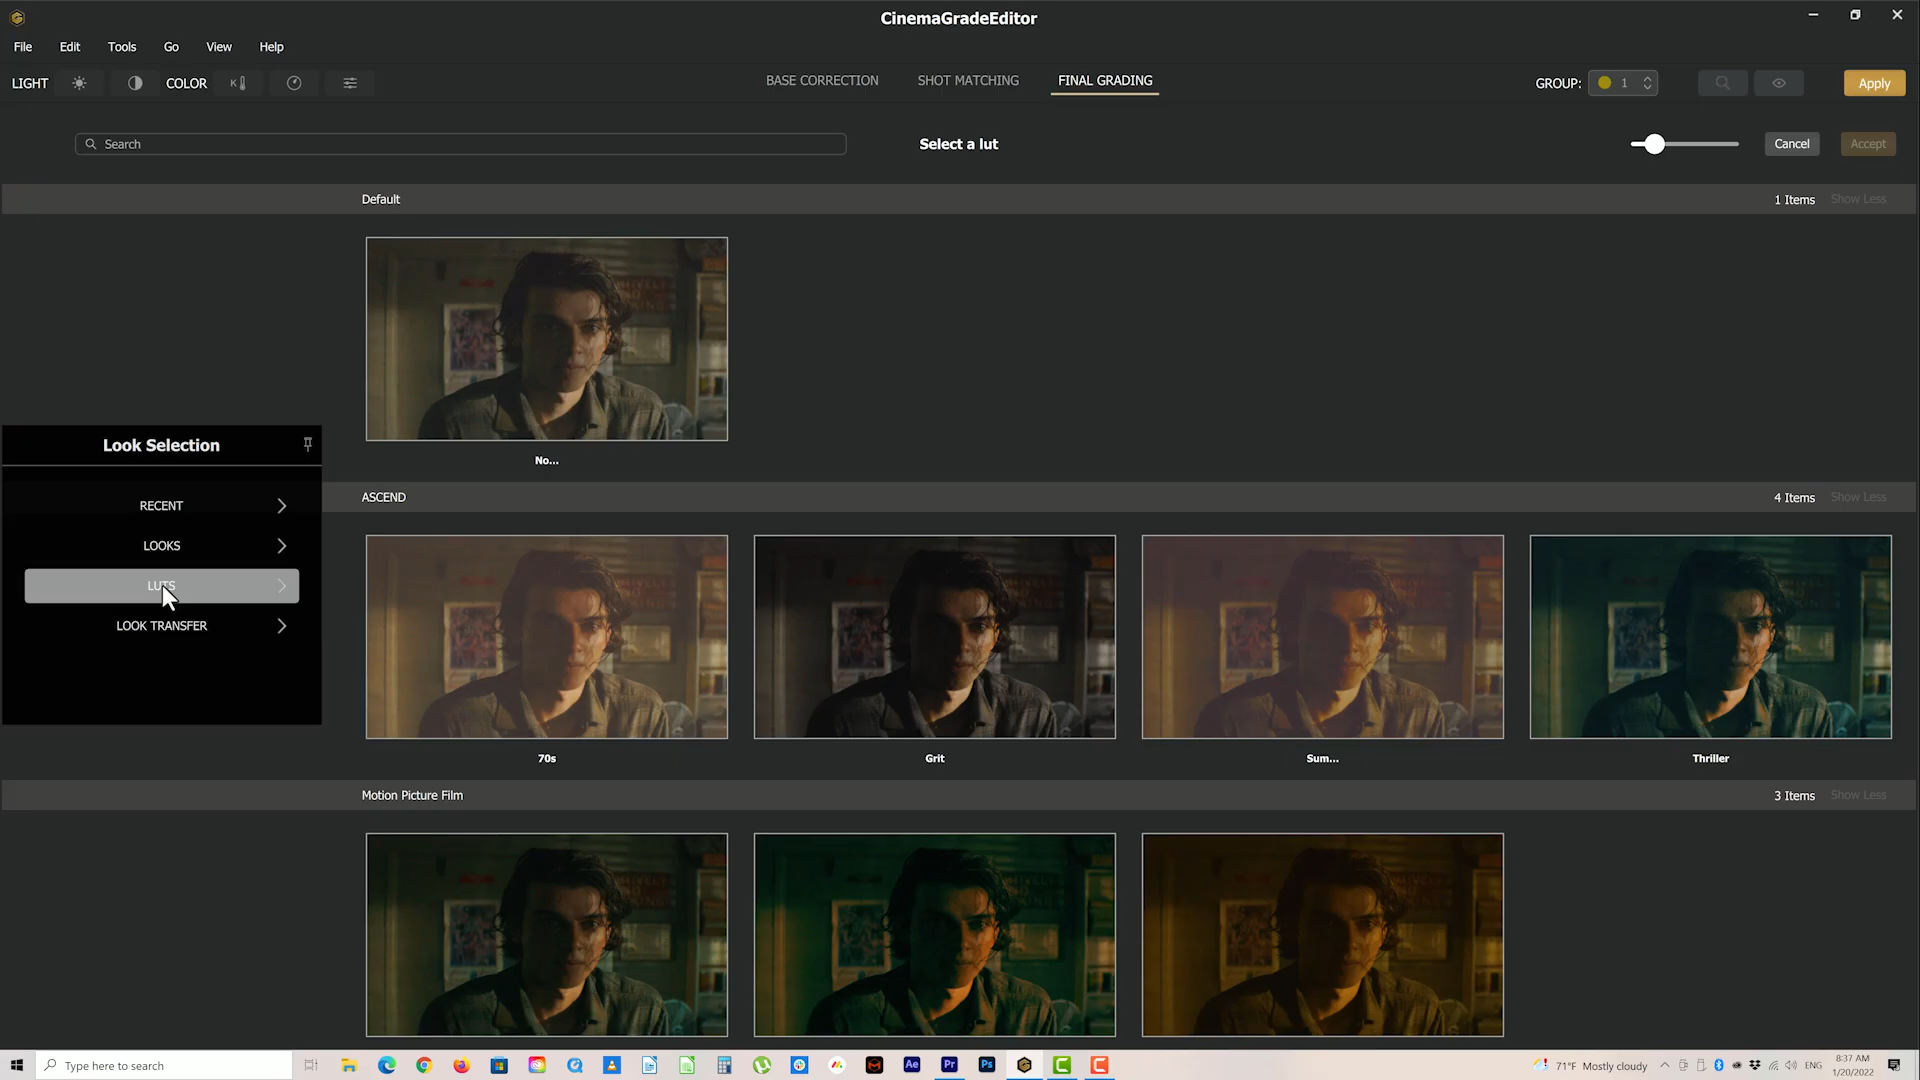 CinemaGradeEditor
File Edit Tools Go View Help
LIGHT COLOR K BASE CORRECTION SHOT MATCHING FINAL GRADING GROUP: 1 Apply
Search Select a lut Cancel Accept
Default 1 Items Show Less
No...
Look Selection
RECENT
LOOKS
LUTS
LOOK TRANSFER
ASCEND 4 Items Show Less
70s Grit Sum... Thriller
Motion Picture Film 3 Items Show Less
Type here to search Ae Pr Ps 71°F Mostly cloudy ENG
8:37 AM
1/20/2022